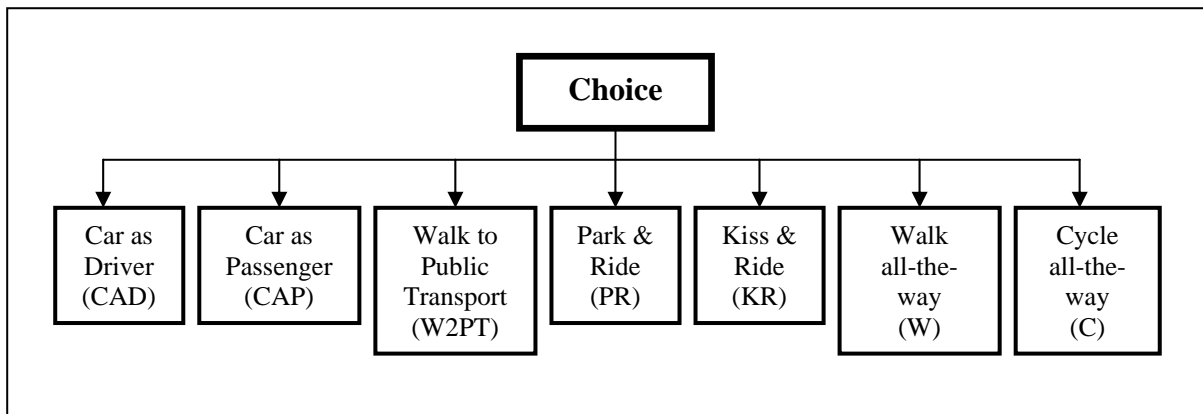 Choice
Car as
Driver
(CAD)
Car as
Passenger
(CAP)
Walk to
Public
Transport
(W2PT)
Park &
Ride
(PR)
Kiss &
Ride
(KR)
Walk
all-the-
way
(W)
Cycle
all-the-
way
(C)